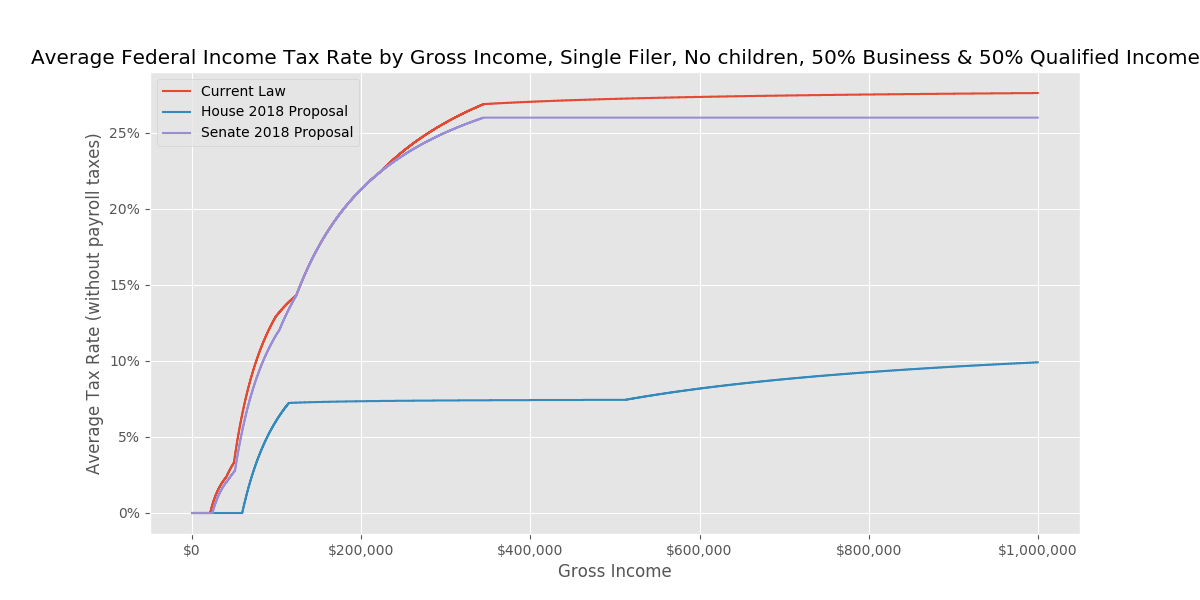 Average Federal Income Tax Rate by Gross Income, Single Filer, No children, 50% Business & 50% Qualified Income
Current Law
House 2018 Proposal
Senate 2018 Proposal
Average Tax Rate (without payroll taxes)
25%
20%
15%
10%
5%
0%
$0
$200,000
$400,000
$600,000
$800,000
$1,000,000
Gross Income